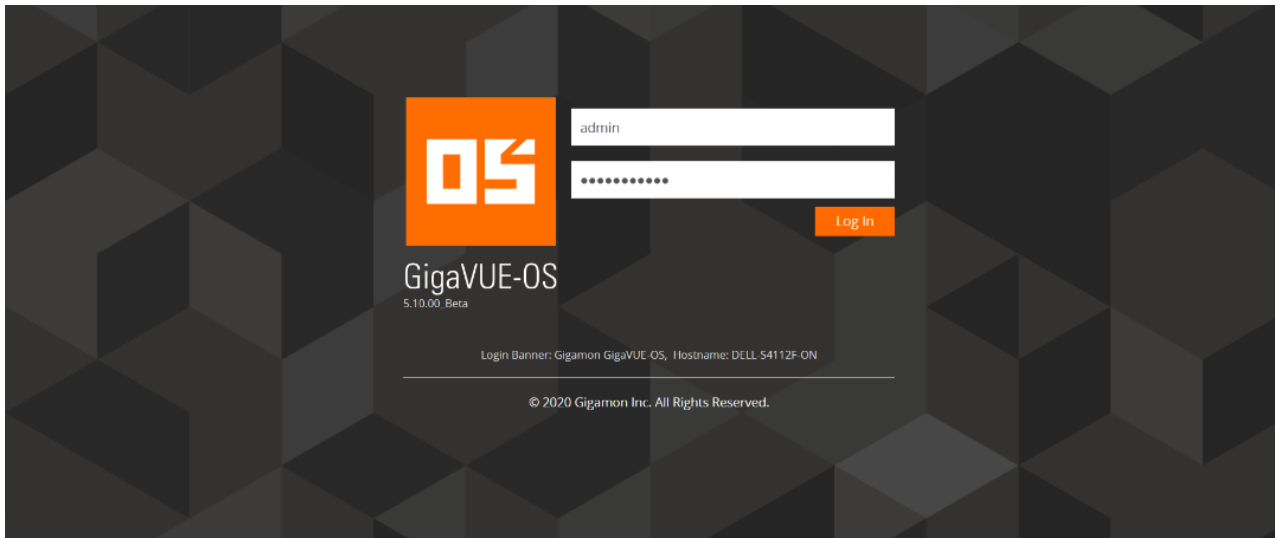 OS
admin
•••••••••••
Log In
GigaVUE-OS
5.10.00_Beta
Login Banner: Gigamon GigaVUE-OS, Hostname: DELL-S4112F-ON
© 2020 Gigamon Inc. All Rights Reserved.